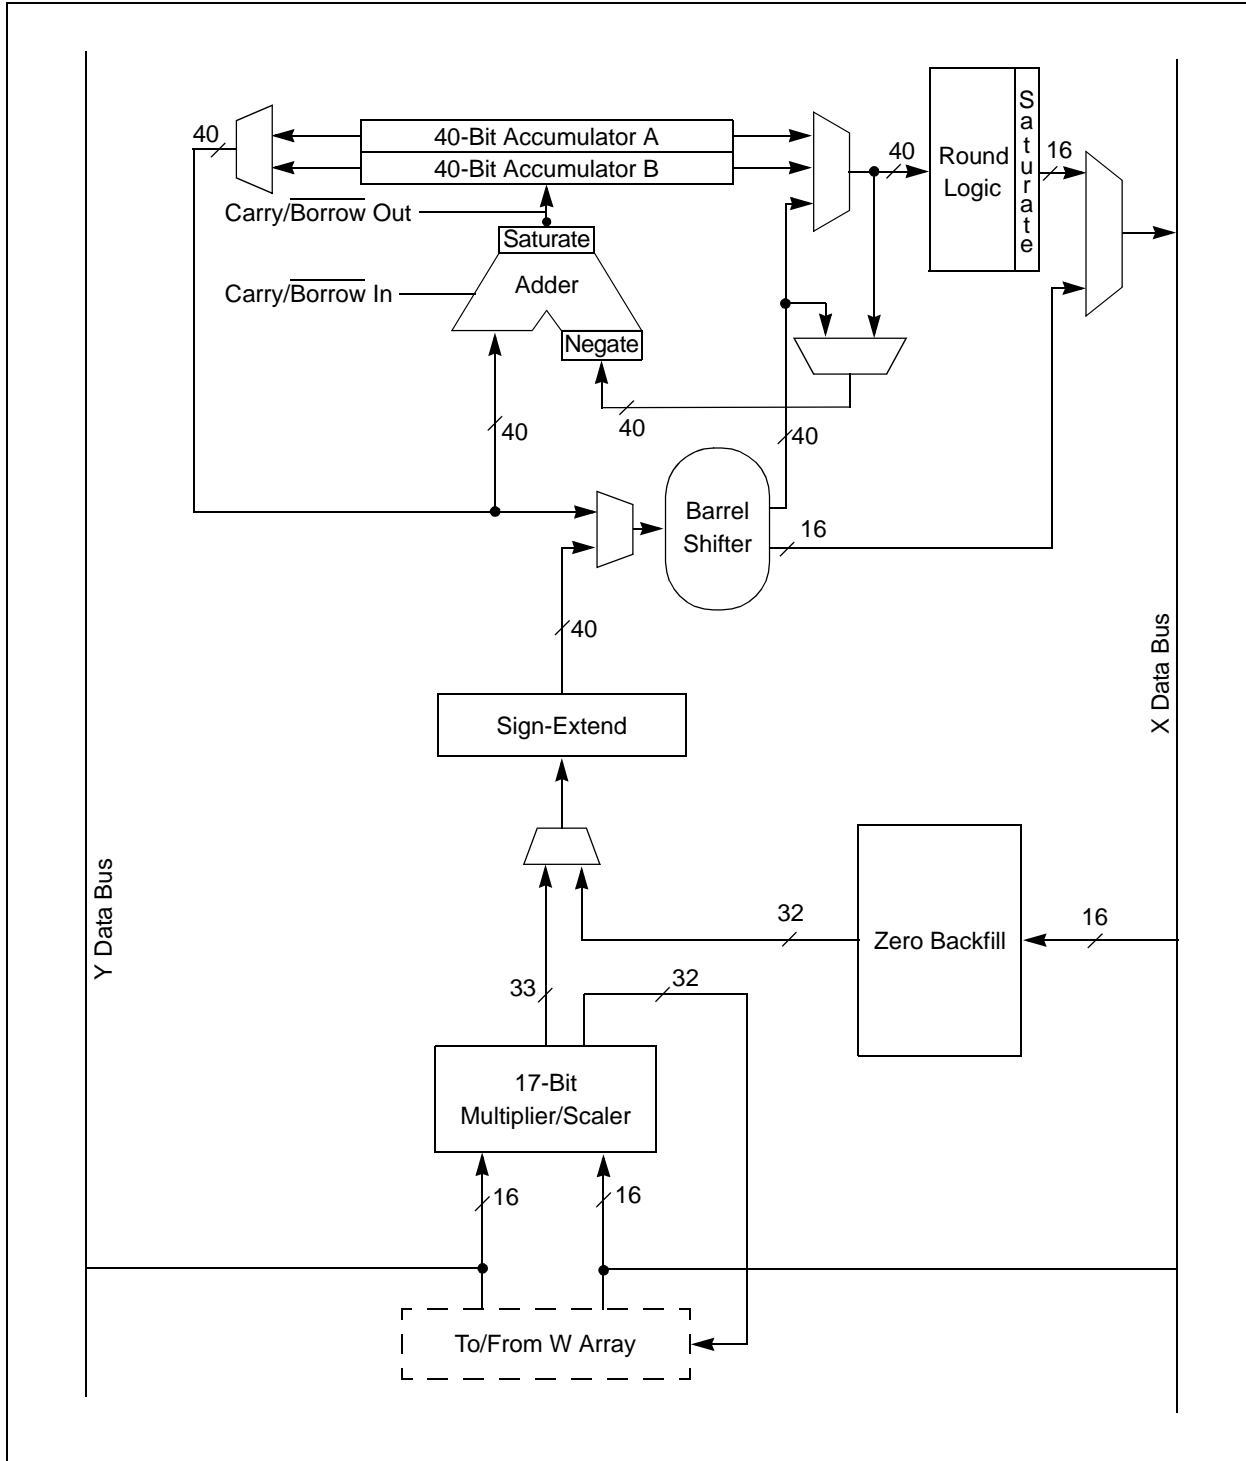 40
40-Bit Accumulator A
40-Bit Accumulator B
Carry/Borrow Out
Saturate
Carry/Borrow In
Adder
Negate
40
Round
Logic
Saturate
16
40
40
40
Barrel
Shifter
16
40
Sign-Extend
X Data Bus
Y Data Bus
32
Zero Backfill
16
33
32
17-Bit
Multiplier/Scaler
16
16
To/From W Array